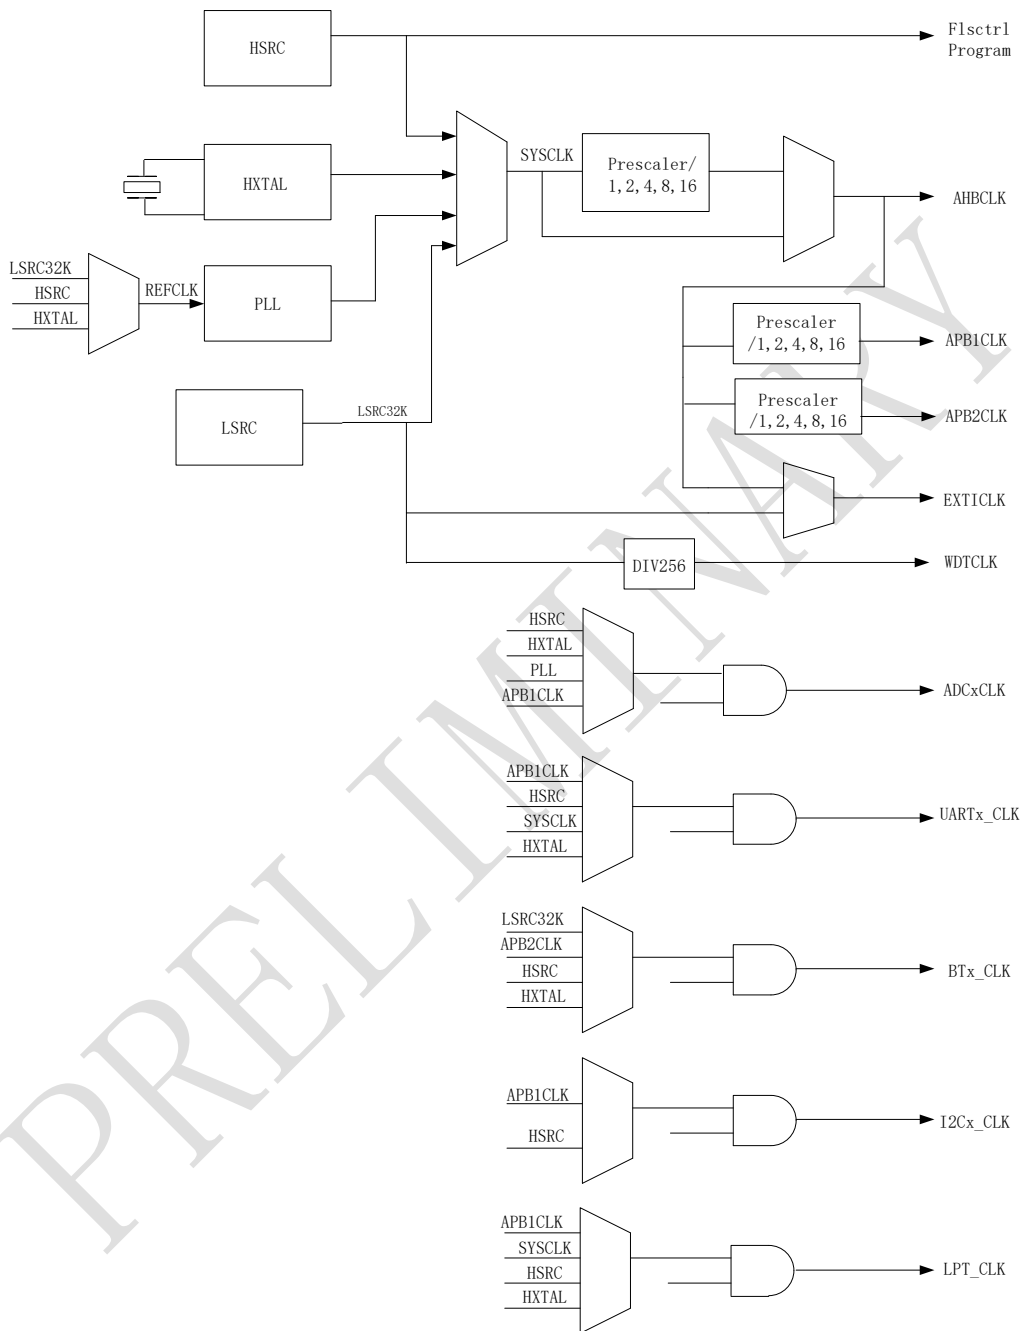 HSRC
Flsctrl
Program
HXTAL
SYSCLK
Prescaler/
1,2,4,8,16
AHBCLK
LSRC32K
HSRC
HXTAL
REFCLK
PLL
Prescaler
/1,2,4,8,16
APB1CLK
LSRC
LSRC32K
Prescaler
/1,2,4,8,16
APB2CLK
EXTICLK
DIV256
WDTCLK
HSRC
HXTAL
PLL
APB1CLK
ADCxCLK
APB1CLK
HSRC
SYSCLK
HXTAL
UARTx_CLK
LSRC32K
APB2CLK
HSRC
HXTAL
BTx_CLK
APB1CLK
HSRC
I2Cx_CLK
APB1CLK
SYSCLK
HSRC
HXTAL
LPT_CLK
PRELIMINARY